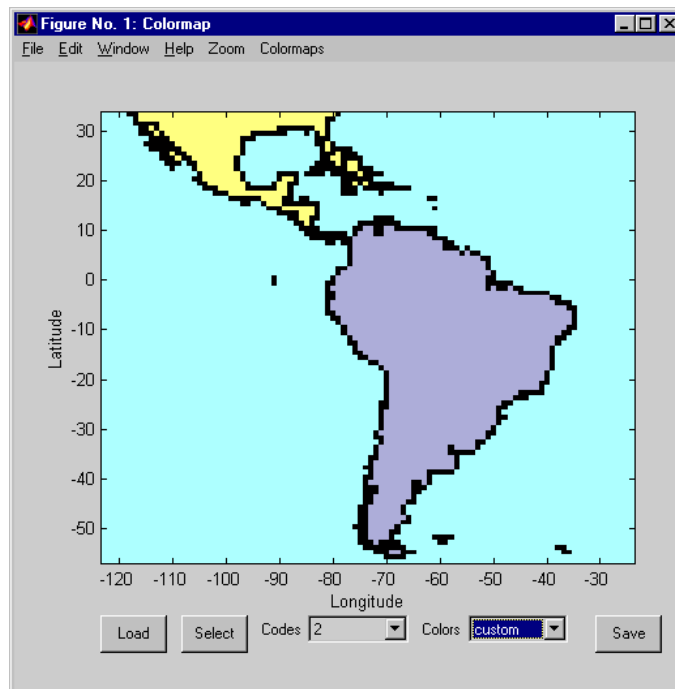 Figure No. 1: Colormap
File Edit Window Help Zoom Colormaps
30
20
10
0
-10
-20
-30
-40
-50
Latitude
-120 -110 -100 -90 -80 -70 -60 -50 -40 -30
Longitude
Load Select Codes 2 Colors custom Save